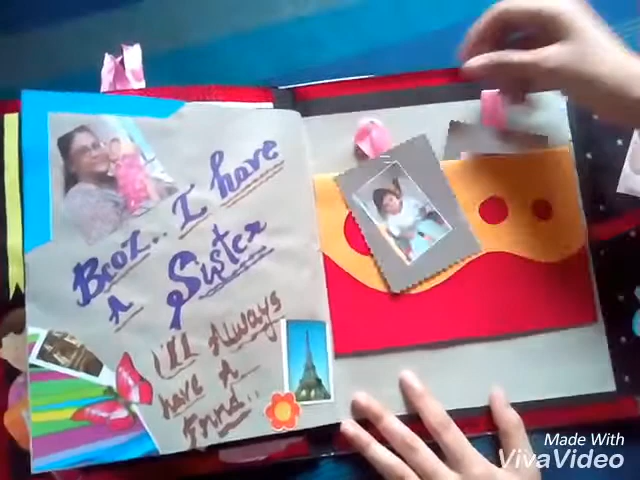 Bcoz.. I have
A Sister
I'll Always
have A...
frnd..
Made With
VivaVideo